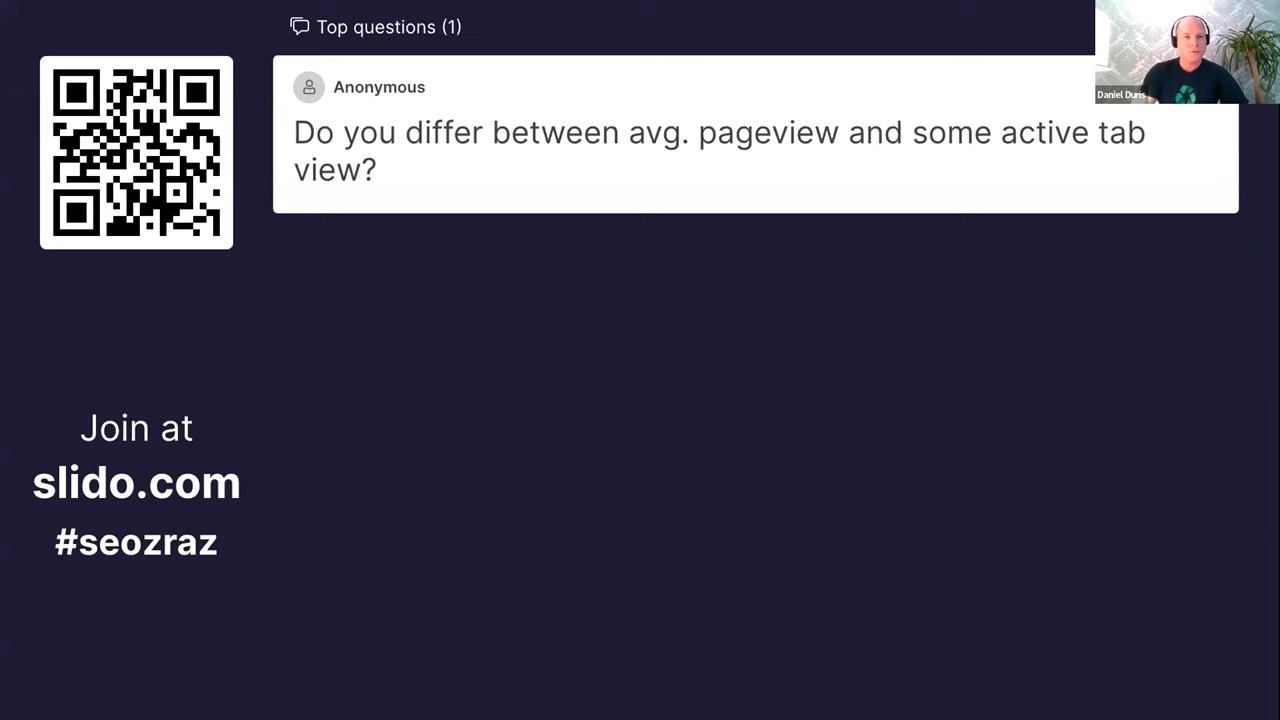 Top questions (1)
Anonymous
Do you differ between avg. pageview and some active tab
view?
Daniel Duris
Join at
slido.com
#seozraz